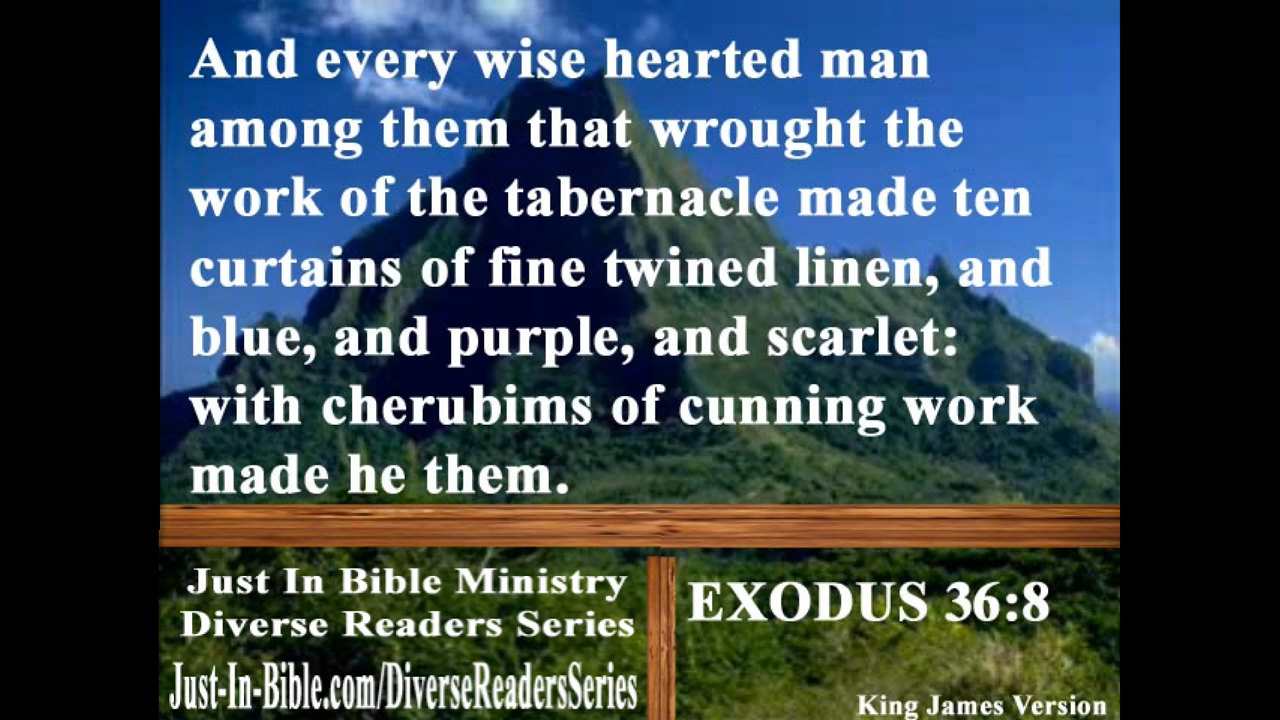 And every wise hearted man
among them that wrought the
work of the tabernacle made ten
curtains of fine twined linen, and
blue, and purple, and scarlet:
with cherubims of cunning work
made he them.
Just In Bible Ministry
Diverse Readers Series
Just-In-Bible.com/DiverseReadersSeries
EXODUS 36:8
King James Version